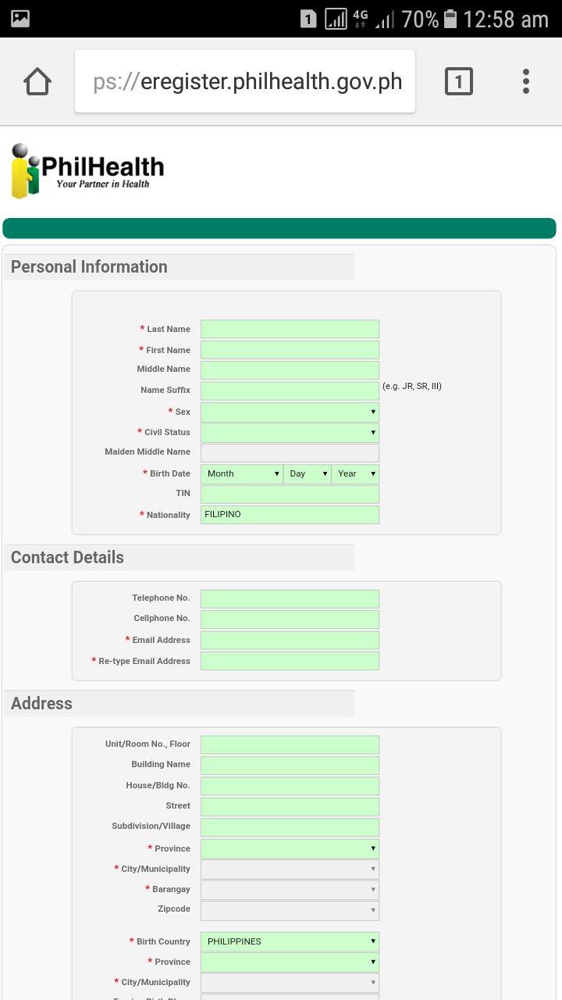 1 4G 70% 12:58 am
ps://eregister.philhealth.gov.ph 1
PhilHealth
Your Partner in Health
Personal Information
* Last Name
* First Name
Middle Name
Name Suffix (e.g. JR, SR, III)
* Sex
* Civil Status
Maiden Middle Name
* Birth Date Month Day Year
TIN
* Nationality FILIPINO
Contact Details
Telephone No.
Cellphone No.
* Email Address
* Re-type Email Address
Address
Unit/Room No., Floor
Building Name
House/Bldg No.
Street
Subdivision/Village
* Province
* City/Municipality
* Barangay
Zipcode
* Birth Country PHILIPPINES
* Province
* City/Municipality